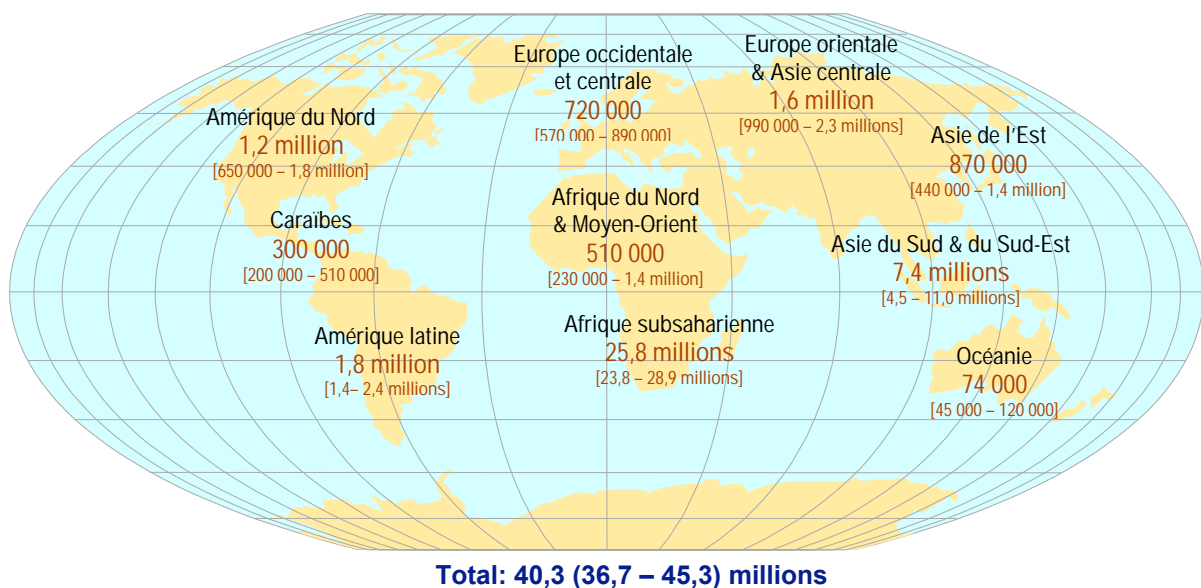 Europe occidentale
et centrale
720 000
[570 000 – 890 000]
Europe orientale
& Asie centrale
1,6 million
[990 000 – 2,3 millions]
Amérique du Nord
1,2 million
[650 000 – 1,8 million]
Asie de l'Est
870 000
[440 000 – 1,4 million]
Caraïbes
300 000
[200 000 – 510 000]
Afrique du Nord
& Moyen-Orient
510 000
[230 000 – 1,4 million]
Asie du Sud & du Sud-Est
7,4 millions
[4,5 – 11,0 millions]
Amérique latine
1,8 million
[1,4– 2,4 millions]
Afrique subsaharienne
25,8 millions
[23,8 – 28,9 millions]
Océanie
74 000
[45 000 – 120 000]
Total: 40,3 (36,7 – 45,3) millions